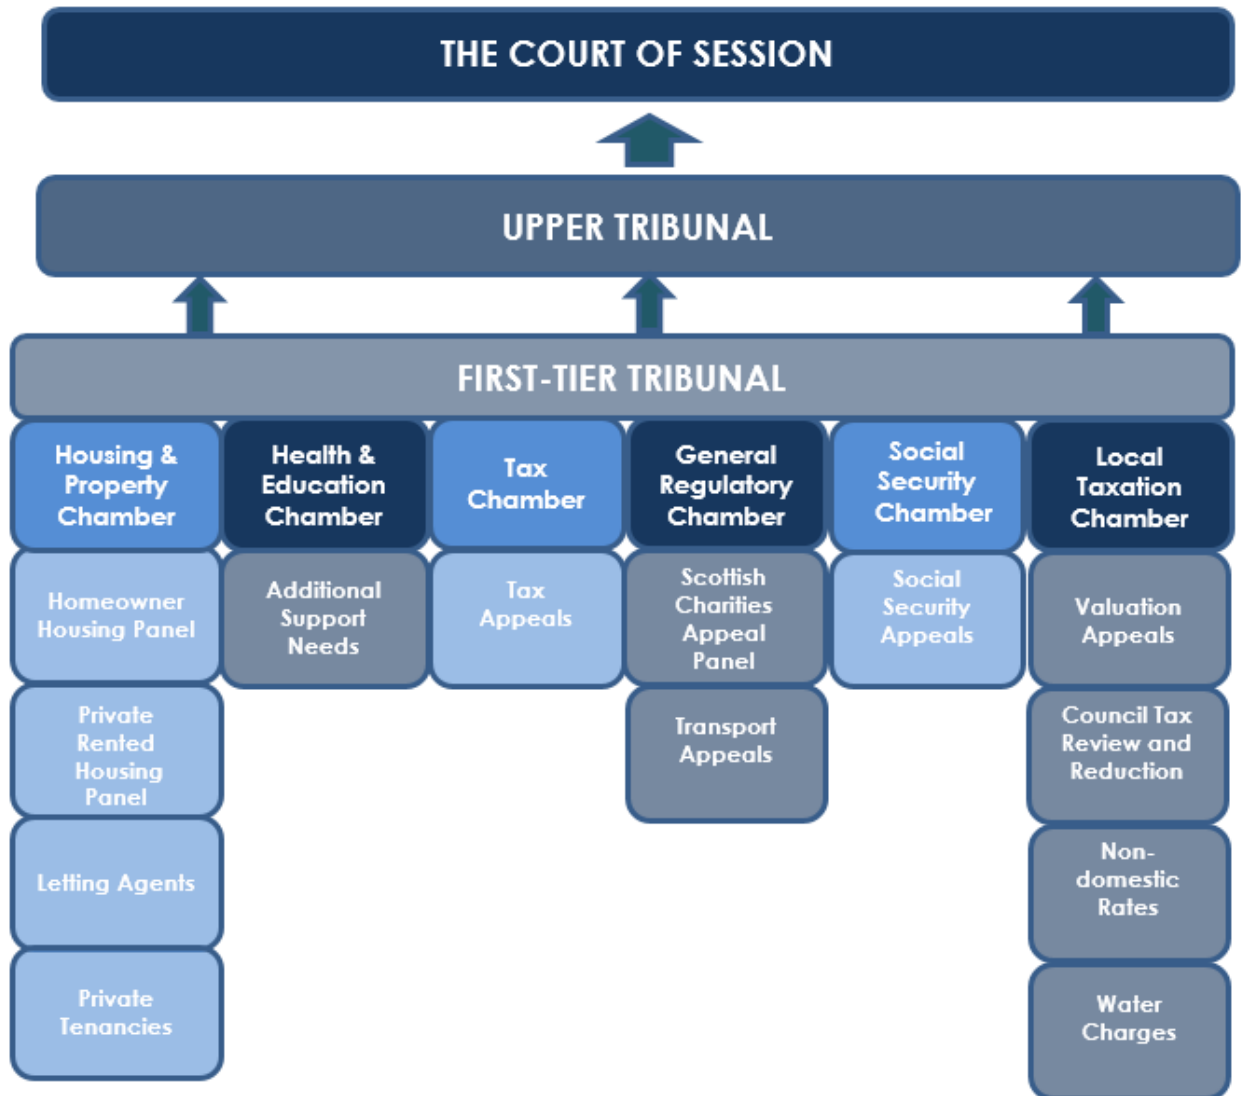 THE COURT OF SESSION
UPPER TRIBUNAL
FIRST-TIER TRIBUNAL
Housing &
Property
Chamber
Health &
Education
Chamber
Tax
Chamber
General
Regulatory
Chamber
Social
Security
Chamber
Local
Taxation
Chamber
Homeowner
Housing Panel
Additional
Support
Needs
Tax
Appeals
Scottish
Charities
Appeal
Panel
Social
Security
Appeals
Valuation
Appeals
Private
Rented
Housing
Panel
Transport
Appeals
Council Tax
Review and
Reduction
Letting Agents
Non-
domestic
Rates
Private
Tenancies
Water
Charges